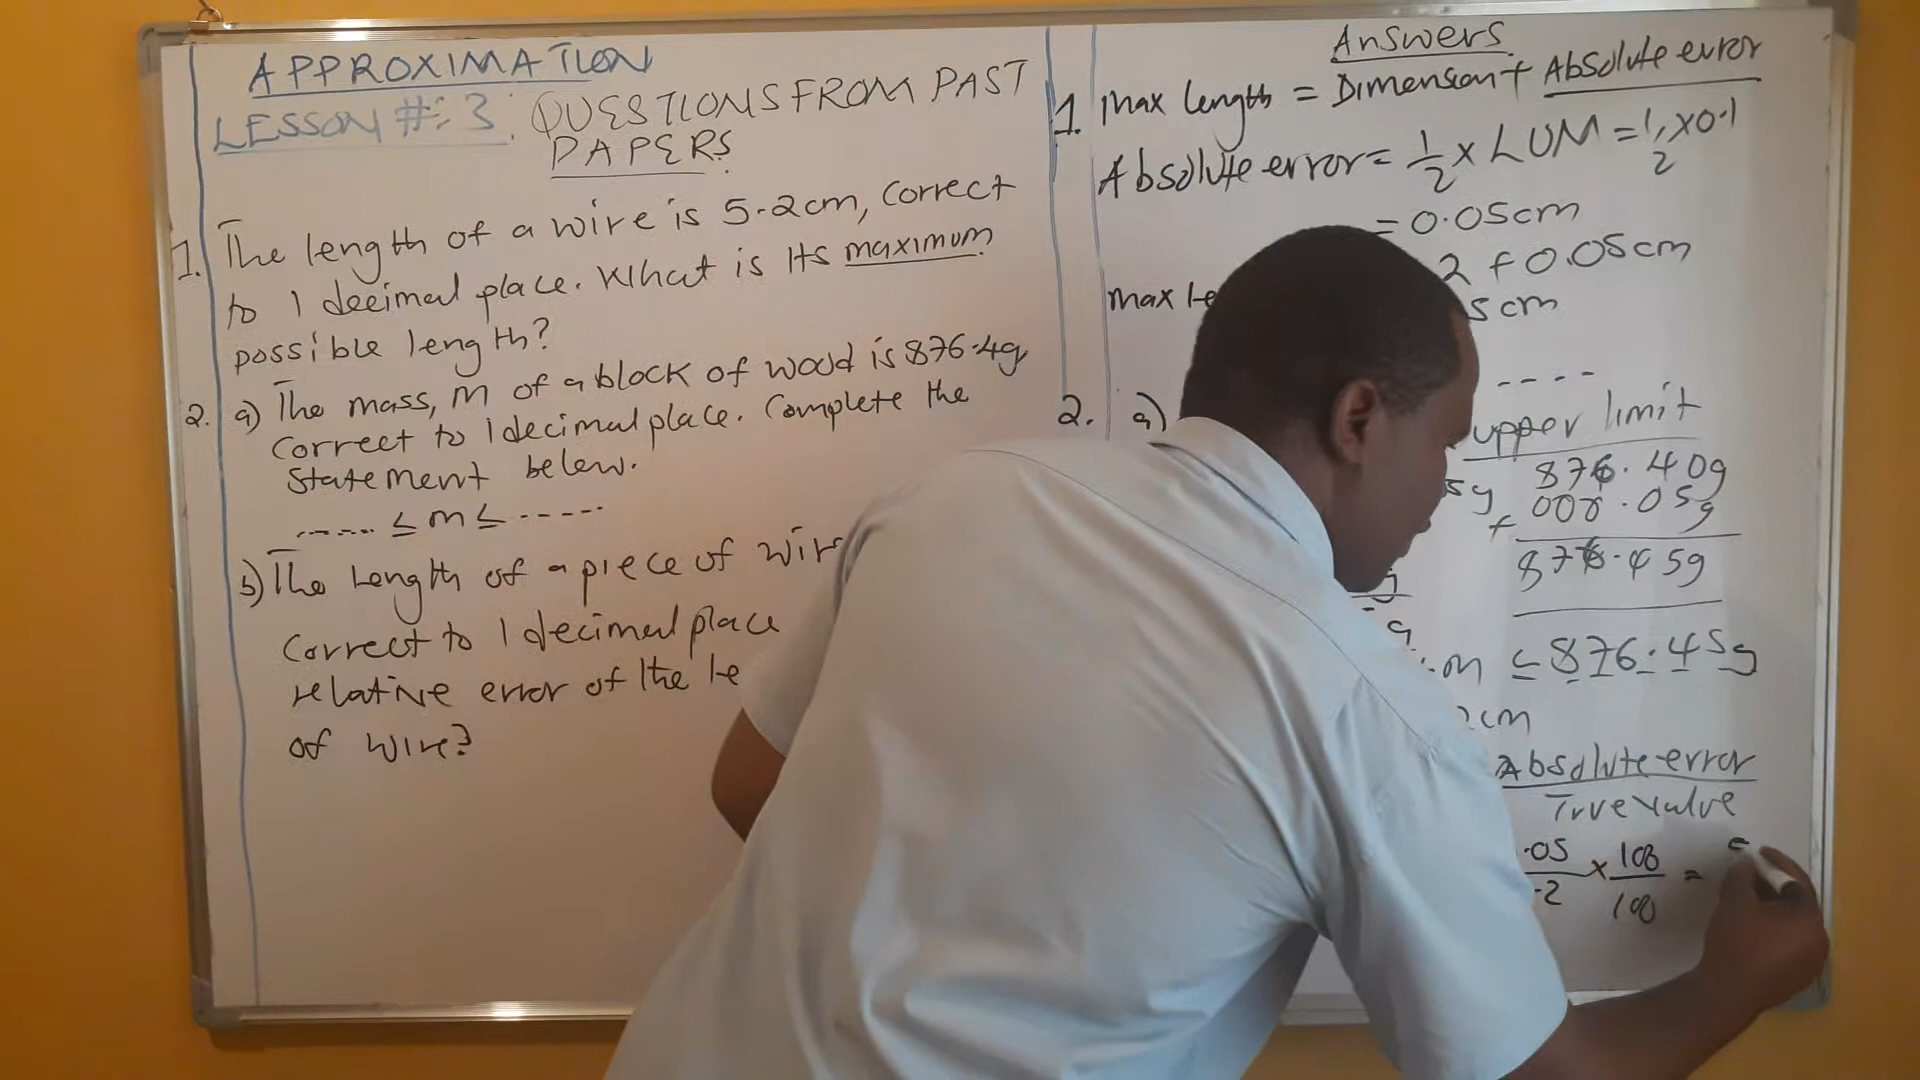 APPROXIMATION
LESSON #: 3. QUESTIONS FROM PAST
PAPERS
1. The length of a wire is 5.2cm, correct
to 1 decimal place. What is its maximum
possible length?
2. a) The mass, m of a block of wood is 876.4g
correct to 1 decimal place. Complete the
statement below.
...... ≤ m ≤ ......
b) The length of a piece of wire
correct to 1 decimal place
relative error of the le
of wire?
Answers
1. max length = Dimension + Absolute error
Absolute error = 1/2 x LUM = 1/2 x 0.1
= 0.05cm
max le 2 + 0.05cm
5cm
----
2. a)
upper limit
5g 876.40g
+ 000.05g
876.45g
g
m ≤ 876.45g
2cm
Absolute error
True value
.05/.2 x 100/100 =